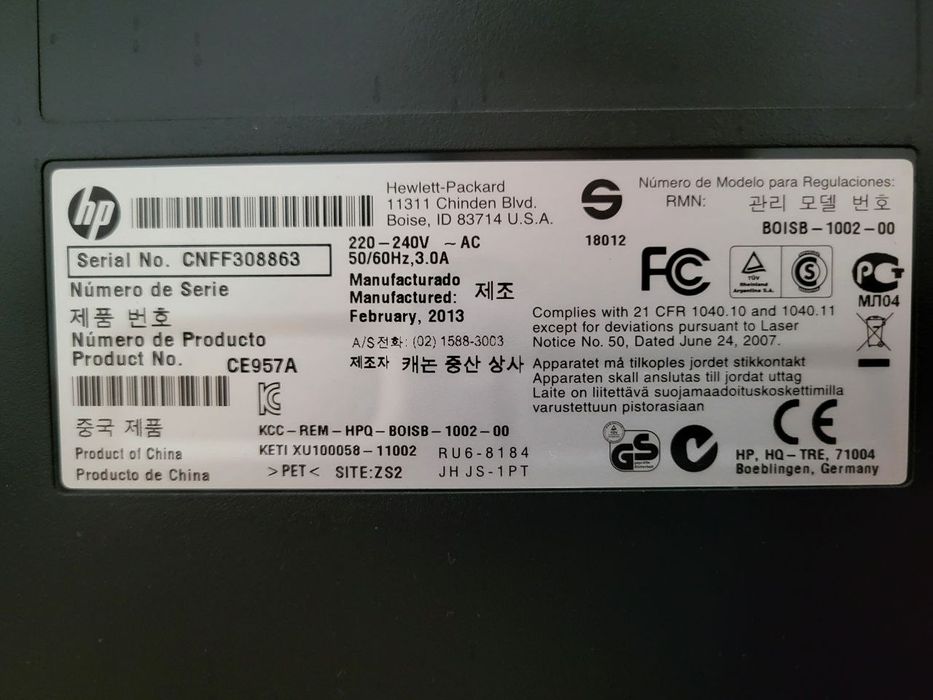 hp
Hewlett-Packard
11311 Chinden Blvd.
Boise, ID 83714 U.S.A.
Serial No. CNFF308863
Número de Serie
제품 번호
Número de Producto
Product No. CE957A
중국 제품
Product of China
Producto de China
220-240V ~ AC
50/60Hz,3.0A
Manufacturado
Manufactured: 제조
February, 2013
A/S전화: (02) 1588-3003
제조자 캐논 중산 상사
KCC-REM-HPQ-BOISB-1002-00
KETI XU100058-11002 RU6-8184
>PET< SITE:ZS2 JH JS-1PT
S
18012
Número de Modelo para Regulaciones:
RMN: 관리 모델 번호
BOISB-1002-00
FC
TÜV
Rheinland
Argentina S.A.
S
МЛ04
Complies with 21 CFR 1040.10 and 1040.11
except for deviations pursuant to Laser
Notice No. 50, Dated June 24, 2007.
Apparatet må tilkoples jordet stikkontakt
Apparaten skall anslutas till jordat uttag
Laite on liitettävä suojamaadoituskoskettimilla
varustettuun pistorasiaan
GS
CE
HP, HQ-TRE, 71004
Boeblingen, Germany